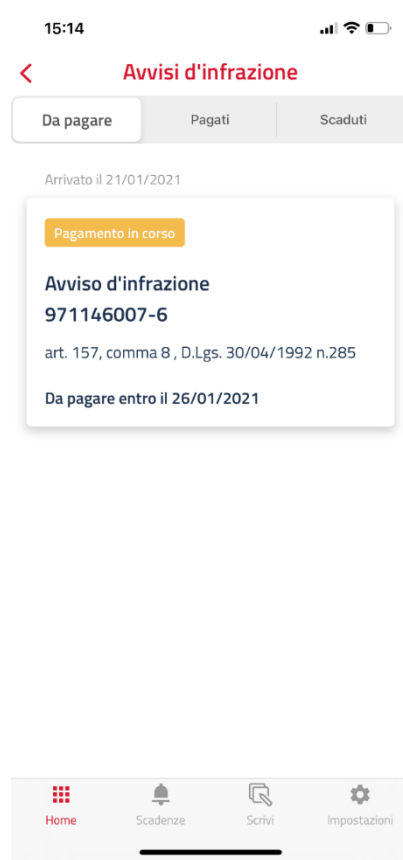 15:14
Avvisi d'infrazione
Da pagare
Pagati
Scaduti
Arrivato il 21/01/2021
Pagamento in corso
Avviso d'infrazione
971146007-6
art. 157, comma 8 , D.Lgs. 30/04/1992 n.285
Da pagare entro il 26/01/2021
Home
Scadenze
Scrivi
Impostazioni